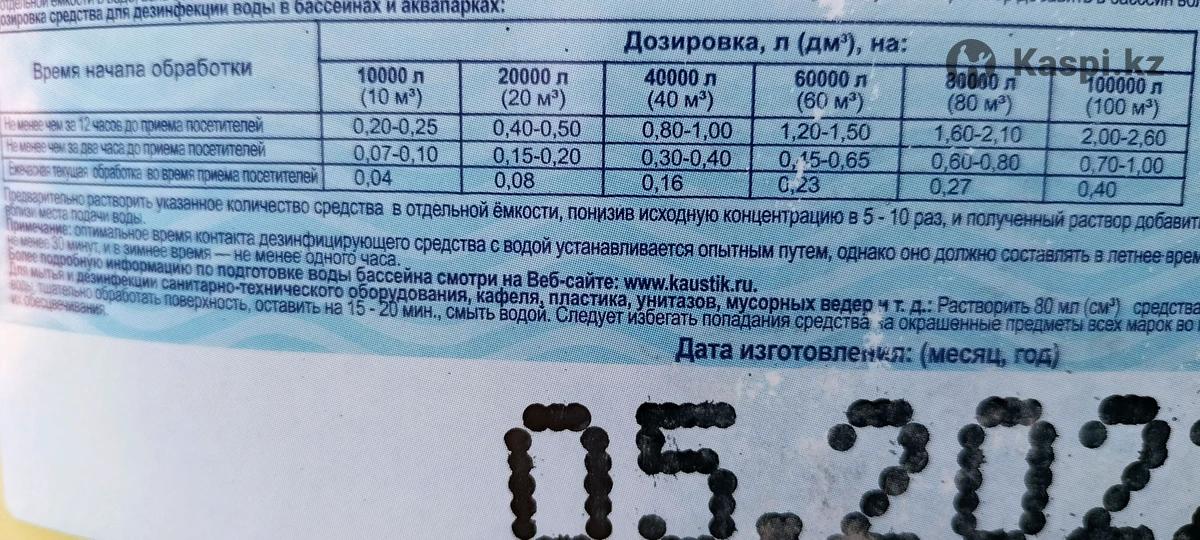 озировка средства для дезинфекции воды в бассейнах и аквапарках:
Время начала обработки
Дозировка, л (дм³), на:
Kaspi.kz
10000 л (10 м³) 20000 л (20 м³) 40000 л (40 м³) 60000 л (60 м³) 80000 л (80 м³) 100000 л (100 м³)
Не менее чем за 12 часов до приема посетителей 0,20-0,25 0,40-0,50 0,80-1,00 1,20-1,50 1,60-2,10 2,00-2,60
Не менее чем за два часа до приема посетителей 0,07-0,10 0,15-0,20 0,30-0,40 0,45-0,65 0,60-0,80 0,70-1,00
Ежечасная текущая обработка во время приема посетителей 0,04 0,08 0,16 0,23 0,27 0,40
Предварительно растворить указанное количество средства в отдельной ёмкости, понизив исходную концентрацию в 5 - 10 раз, и полученный раствор добавить
вблизи места подачи воды.
Примечание: оптимальное время контакта дезинфицирующего средства с водой устанавливается опытным путем, однако оно должно составлять в летнее время
не менее 30 минут, и в зимнее время — не менее одного часа.
Более подробную информацию по подготовке воды бассейна смотри на Веб-сайте: www.kaustik.ru.
Для мытья и дезинфекции санитарно-технического оборудования, кафеля, пластика, унитазов, мусорных ведер и т. д.: Растворить 80 мл (см³) средства
воды, тщательно обработать поверхность, оставить на 15 - 20 мин., смыть водой. Следует избегать попадания средства на окрашенные предметы всех марок во
их обесцвечивания.
Дата изготовления: (месяц, год)
05.202